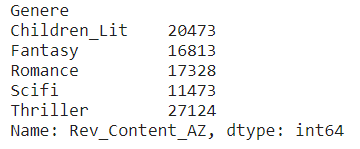 Genere
Children_Lit 20473
Fantasy 16813
Romance 17328
Scifi 11473
Thriller 27124
Name: Rev_Content_AZ, dtype: int64